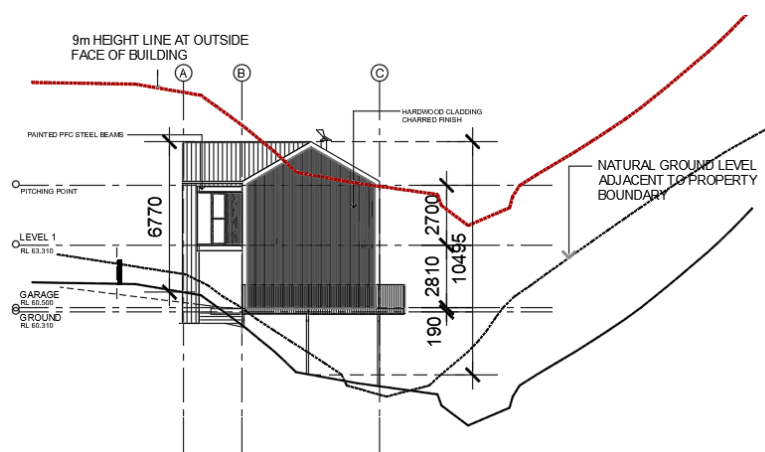 9m HEIGHT LINE AT OUTSIDE
FACE OF BUILDING
A
B
C
PAINTED PFC STEEL BEAMS
HARDWOOD CLADDING
CHARRED FINISH
NATURAL GROUND LEVEL
ADJACENT TO PROPERTY
BOUNDARY
PITCHING POINT
6770
2700
10495
LEVEL 1
RL 63.310
2810
GARAGE
RL 60.500
GROUND
RL 60.310
190